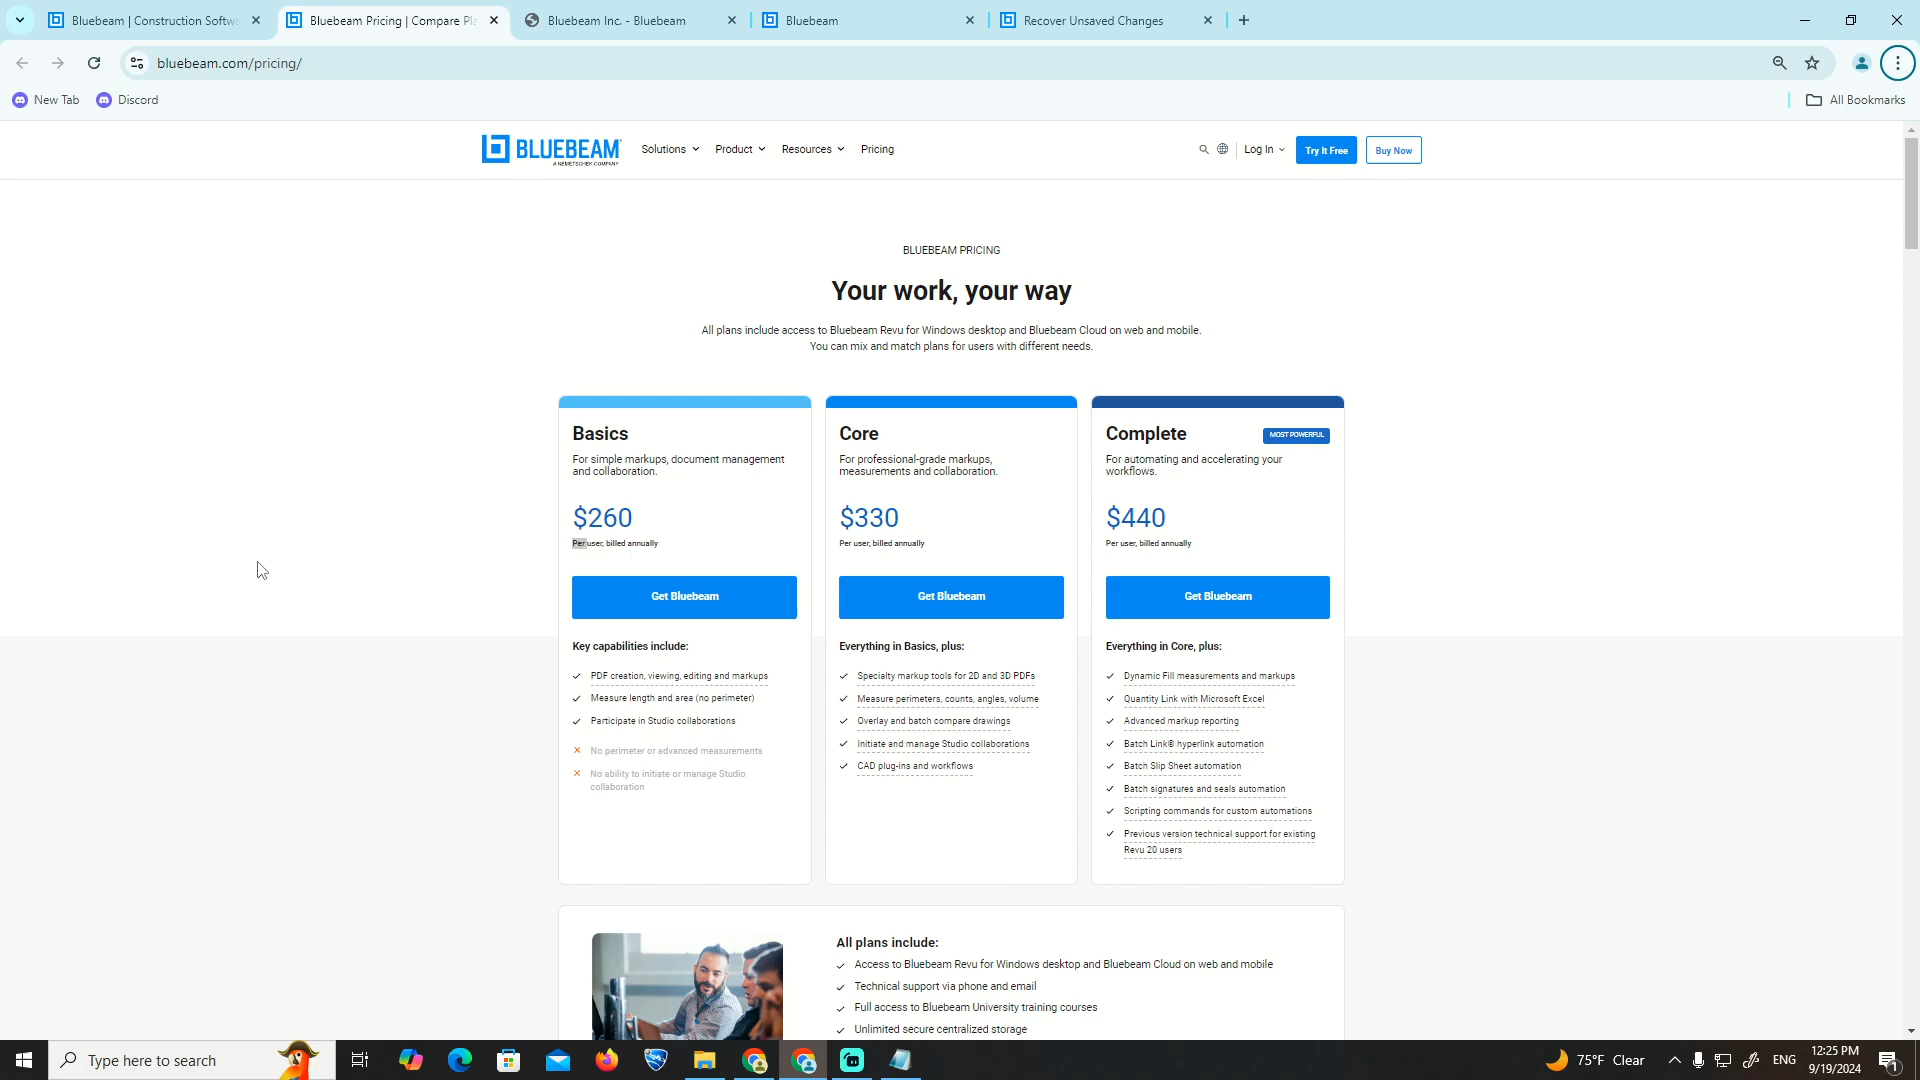 Bluebeam | Construction Softwa
Bluebeam Pricing | Compare Pla
Bluebeam Inc. - Bluebeam
Bluebeam
Recover Unsaved Changes
bluebeam.com/pricing/
New Tab
Discord
All Bookmarks
BLUEBEAM
A NEMETSCHEK COMPANY
Solutions
Product
Resources
Pricing
Log In
Try It Free
Buy Now
BLUEBEAM PRICING
Your work, your way
All plans include access to Bluebeam Revu for Windows desktop and Bluebeam Cloud on web and mobile.
You can mix and match plans for users with different needs.
Basics
For simple markups, document management
and collaboration.
$260
Per user, billed annually
Get Bluebeam
Key capabilities include:
PDF creation, viewing, editing and markups
Measure length and area (no perimeter)
Participate in Studio collaborations
No perimeter or advanced measurements
No ability to initiate or manage Studio
collaboration
Core
For professional-grade markups,
measurements and collaboration.
$330
Per user, billed annually
Get Bluebeam
Everything in Basics, plus:
Specialty markup tools for 2D and 3D PDFs
Measure perimeters, counts, angles, volume
Overlay and batch compare drawings
Initiate and manage Studio collaborations
CAD plug-ins and workflows
Complete
MOST POWERFUL
For automating and accelerating your
workflows.
$440
Per user, billed annually
Get Bluebeam
Everything in Core, plus:
Dynamic Fill measurements and markups
Quantity Link with Microsoft Excel
Advanced markup reporting
Batch Link® hyperlink automation
Batch Slip Sheet automation
Batch signatures and seals automation
Scripting commands for custom automations
Previous version technical support for existing
Revu 20 users
All plans include:
Access to Bluebeam Revu for Windows desktop and Bluebeam Cloud on web and mobile
Technical support via phone and email
Full access to Bluebeam University training courses
Unlimited secure centralized storage
Type here to search
75°F Clear
ENG
12:25 PM
9/19/2024
1